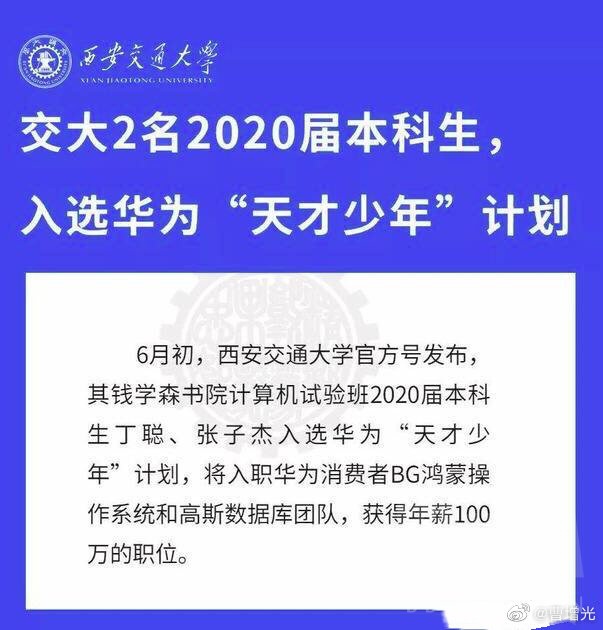 西安交通大学
XI'AN JIAOTONG UNIVERSITY
交大2名2020届本科生，
入选华为“天才少年”计划
6月初，西安交通大学官方号发布，
其钱学森书院计算机试验班2020届本科
生丁聪、张子杰入选华为“天才少
年”计划，将入职华为消费者BG鸿蒙操
作系统和高斯数据库团队，获得年薪100
万的职位。
@曹增光